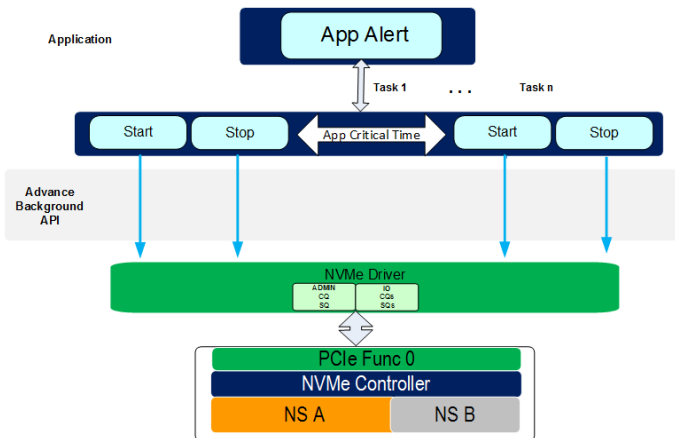 Application
App Alert
Task 1 . . . Task n
Start Stop App Critical Time Start Stop
Advance
Background
API
NVMe Driver
ADMIN
CQ
SQ
IO
CQs
SQs
PCIe Func 0
NVMe Controller
NS A NS B